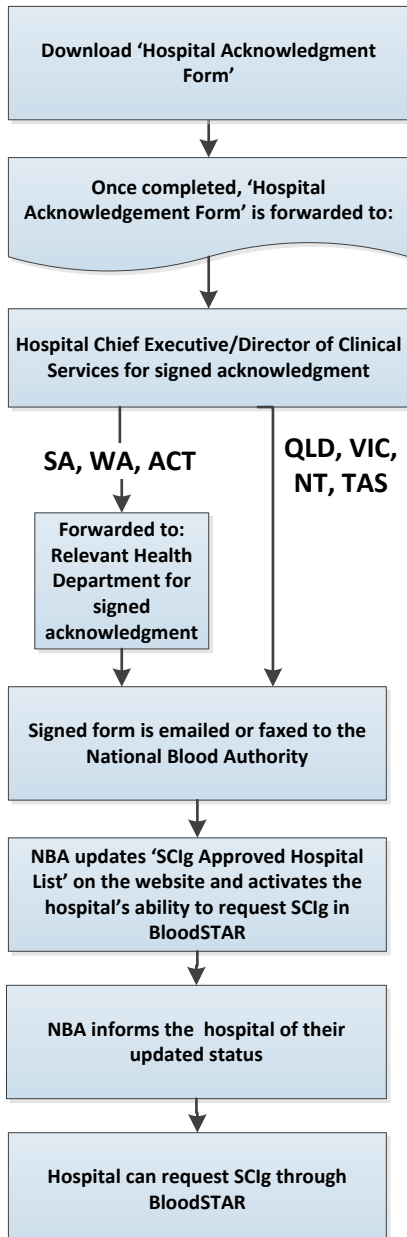 Download ‘Hospital Acknowledgment
Form’
Once completed, ‘Hospital
Acknowledgement Form’ is forwarded to:
Hospital Chief Executive/Director of Clinical
Services for signed acknowledgment
SA, WA, ACT
QLD, VIC,
NT, TAS
Forwarded to:
Relevant Health
Department for
signed
acknowledgment
Signed form is emailed or faxed to the
National Blood Authority
NBA updates ‘SCIg Approved Hospital
List’ on the website and activates the
hospital’s ability to request SCIg in
BloodSTAR
NBA informs the  hospital of their
updated status
Hospital can request SCIg through
BloodSTAR